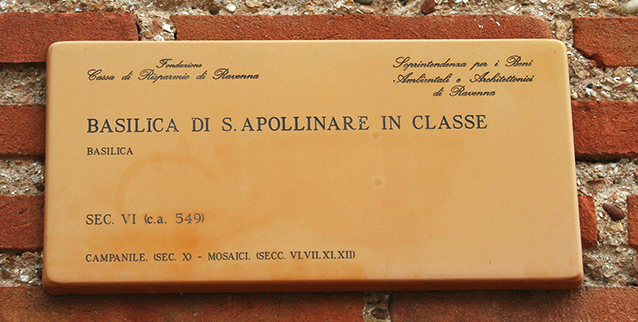 Fondazione
Cassa di Risparmio di Ravenna
Soprintendenza per i Beni
Ambientali e Architettonici
di Ravenna
BASILICA DI S.APOLLINARE IN CLASSE
BASILICA
SEC. VI (c.a. 549)
CAMPANILE. (SEC. X) - MOSAICI. (SECC. VI.VII.XI.XII)